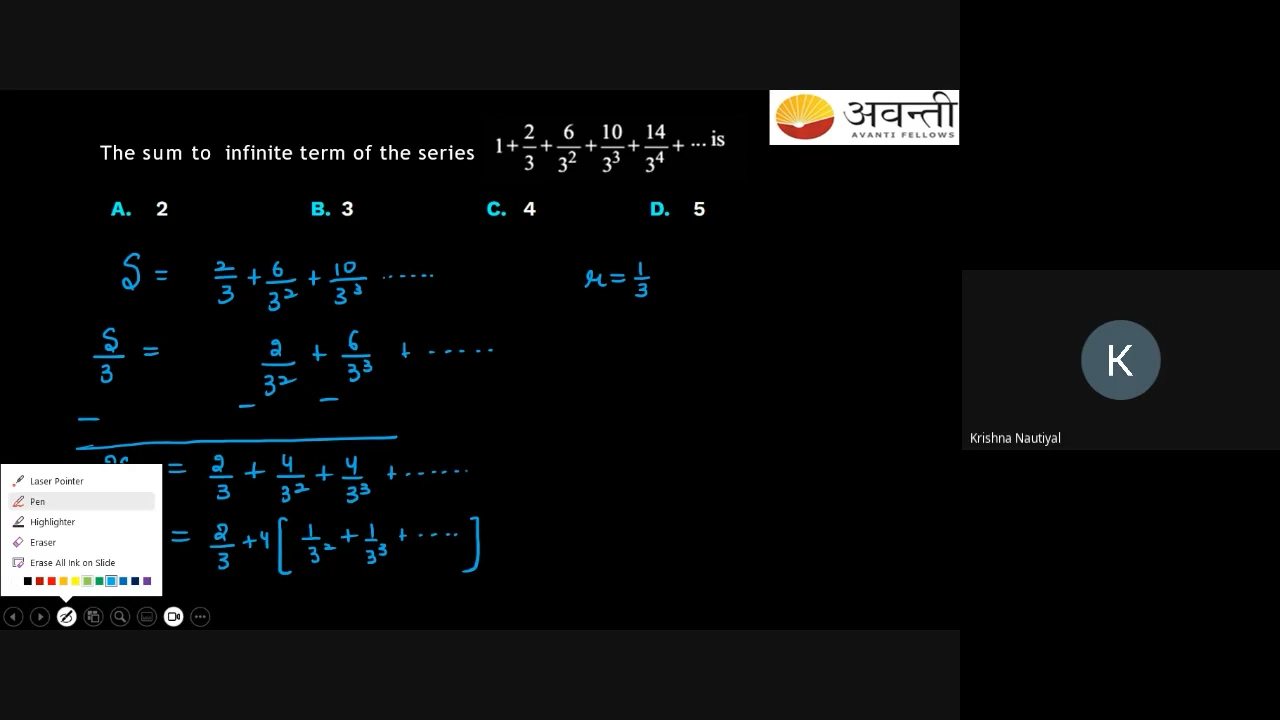 अवन्ती
AVANTI FELLOWS
The sum to infinite term of the series 1+2/3+6/3²+10/3³+14/3⁴+... is
A. 2 B. 3 C. 4 D. 5
S = 2/3 + 6/3² + 10/3³ ...... r = 1/3
S/3 = 2/3² + 6/3³ + .....
− − −
= 2/3 + 4/3² + 4/3³ + ......
= 2/3 + 4 [ 1/3² + 1/3³ + ..... ]
Laser Pointer
Pen
Highlighter
Eraser
Erase All Ink on Slide
K
Krishna Nautiyal